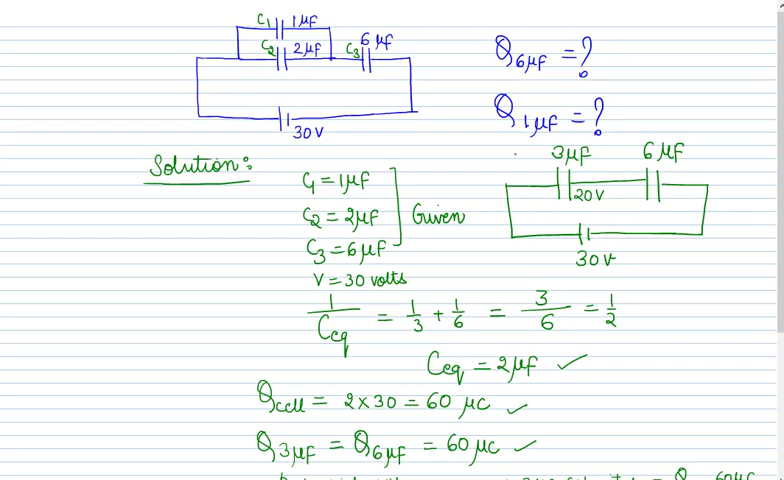 C₁ 1μF
C₂ 2μF C₃ 6μF
30V
Q6μF = ?
Q1μF = ?
Solution:
C₁ = 1μF
C₂ = 2μF
C₃ = 6μF
Given
V = 30 volts
3μF 6μF
20V
30V
1/Ceq = 1/3 + 1/6 = 3/6 = 1/2
Ceq = 2μF ✓
Qcell = 2×30 = 60 μC ✓
Q3μF = Q6μF = 60μC ✓